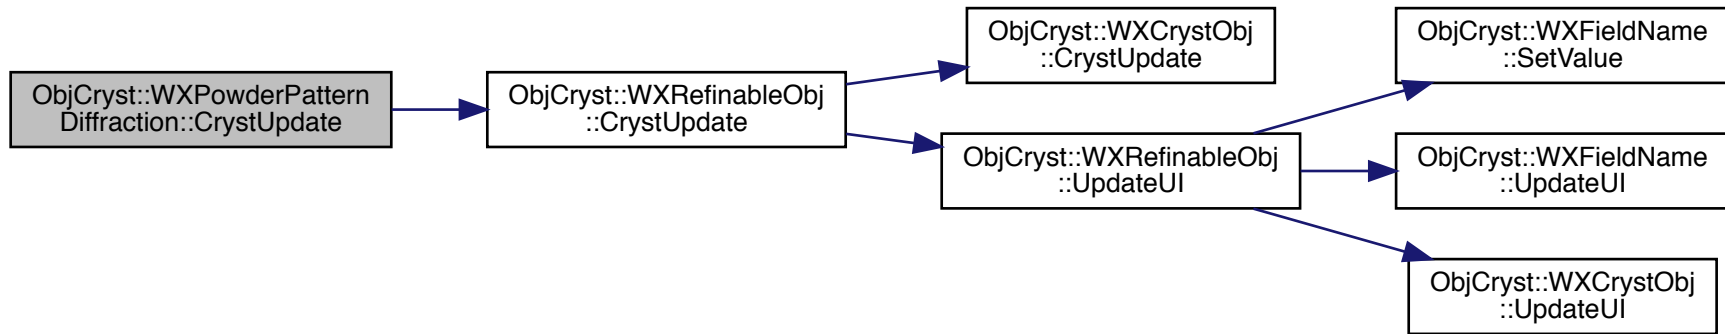 ObjCryst::WXPowderPattern
Diffraction::CrystUpdate
ObjCryst::WXRefinableObj
::CrystUpdate
ObjCryst::WXCrystObj
::CrystUpdate
ObjCryst::WXRefinableObj
::UpdateUI
ObjCryst::WXFieldName
::SetValue
ObjCryst::WXFieldName
::UpdateUI
ObjCryst::WXCrystObj
::UpdateUI